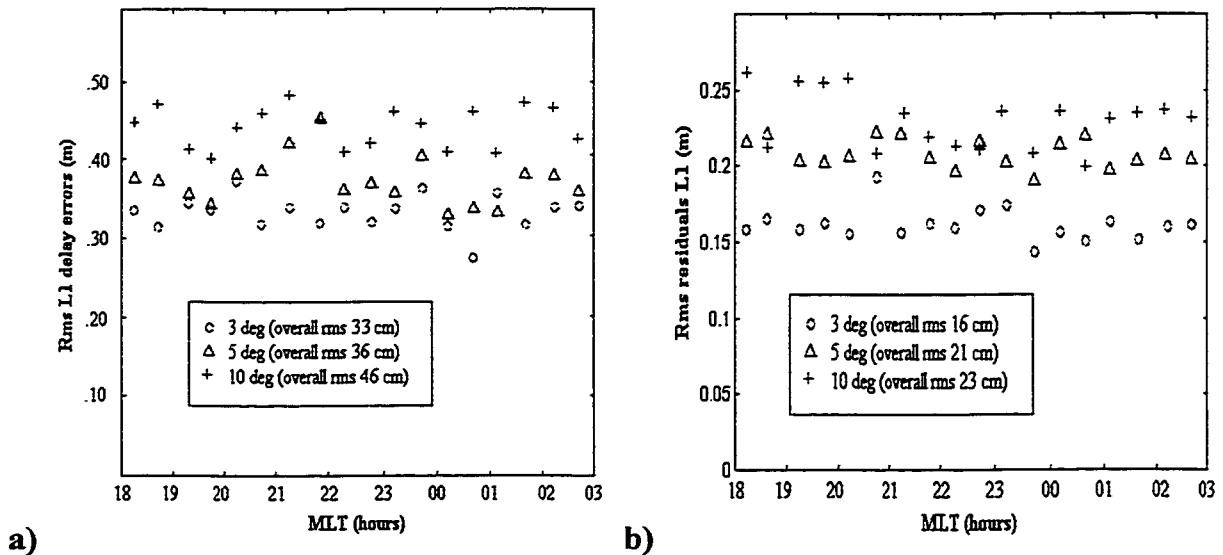 Rms L1 delay errors (m)
.50
.40
.30
.20
.10
3 deg (overall rms 33 cm)
5 deg (overall rms 36 cm)
10 deg (overall rms 46 cm)
18 19 20 21 22 23 00 01 02 03
MLT (hours)
a)
Rms residuals L1 (m)
0.25
0.2
0.15
0.1
0.05
0
3 deg (overall rms 16 cm)
5 deg (overall rms 21 cm)
10 deg (overall rms 23 cm)
18 19 20 21 22 23 00 01 02 03
MLT (hours)
b)